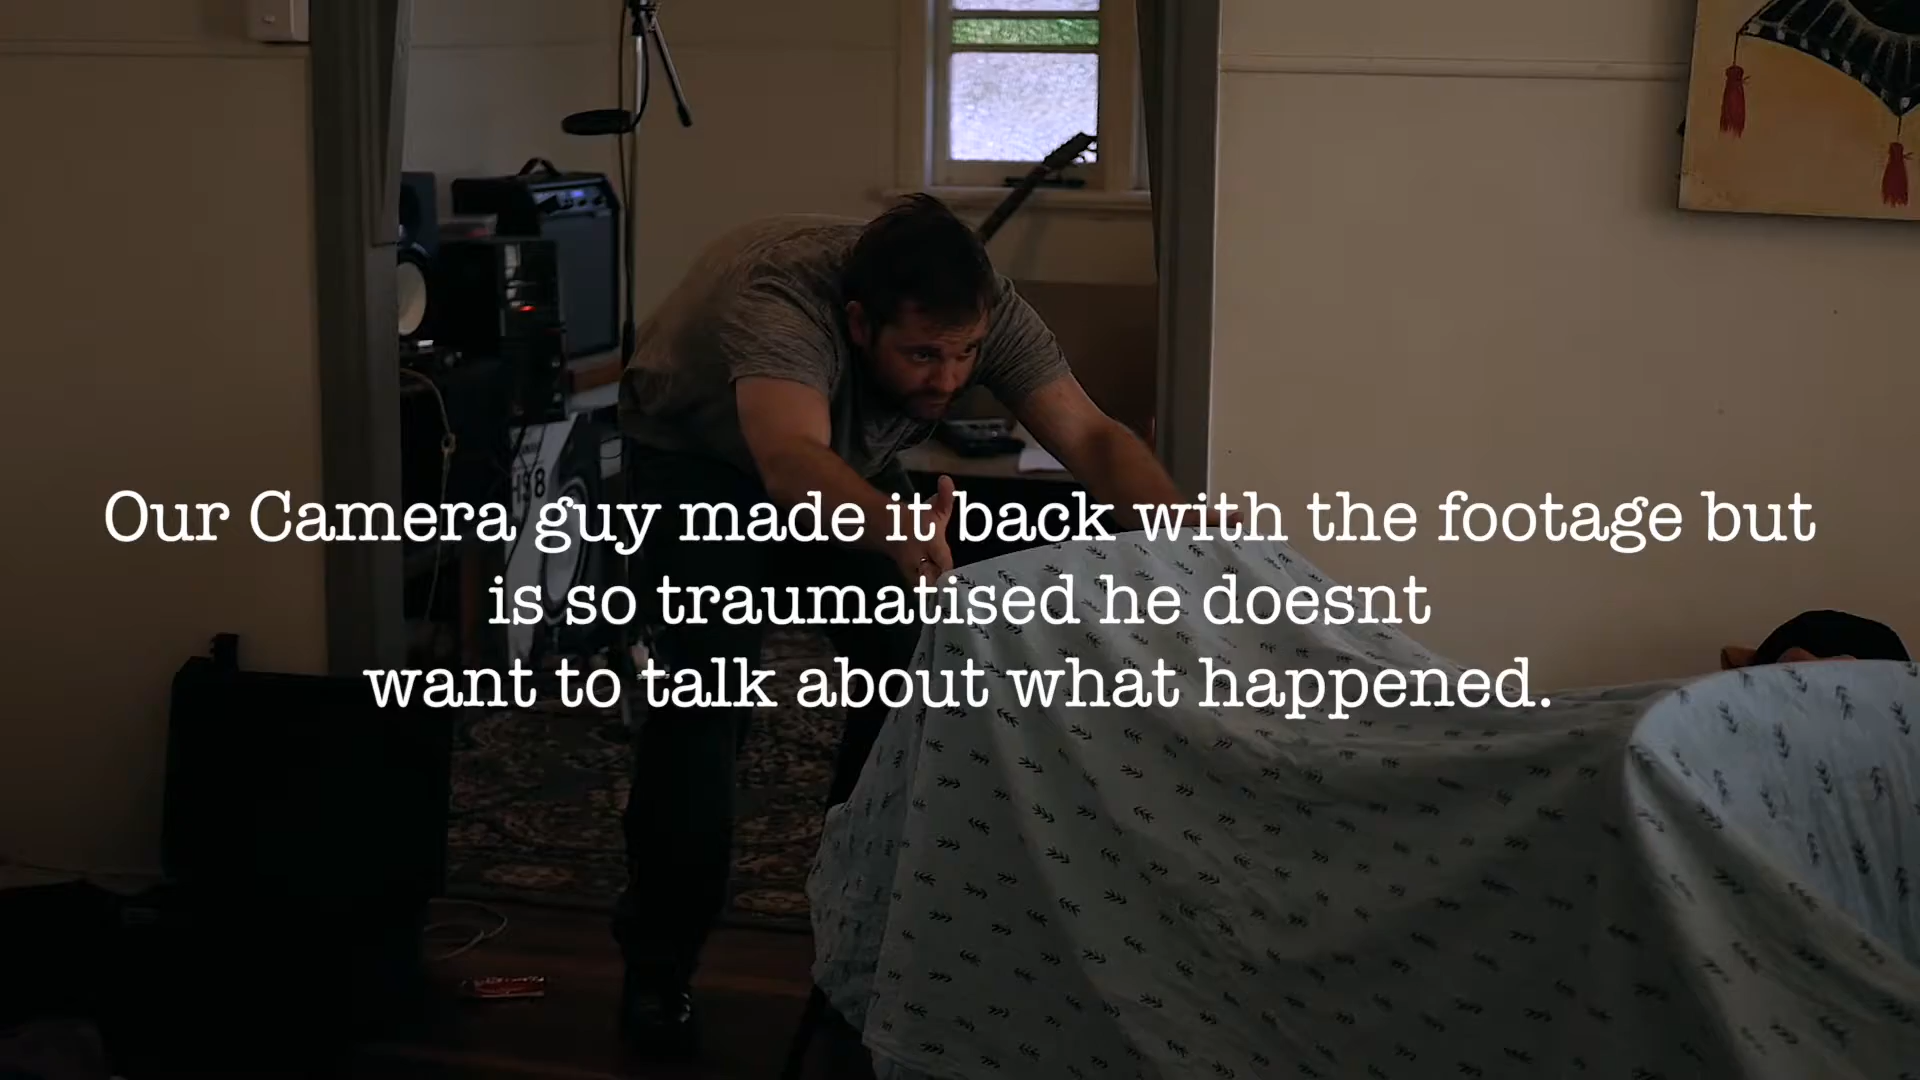 Our Camera guy made it back with the footage but
is so traumatised he doesnt
want to talk about what happened.
HS8